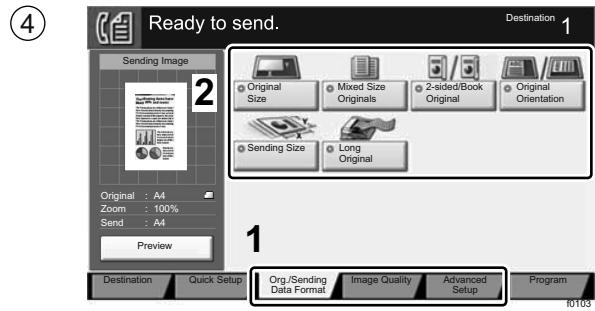 4
Ready to send.
Destination 1
Sending Image
2
Original : A4
Zoom : 100%
Send : A4
Preview
Original
Size
Mixed Size
Originals
2-sided/Book
Original
Original
Orientation
Sending Size
Long
Original
X
Y
1
Destination
Quick Setup
Org./Sending
Data Format
Image Quality
Advanced
Setup
Program
f0103